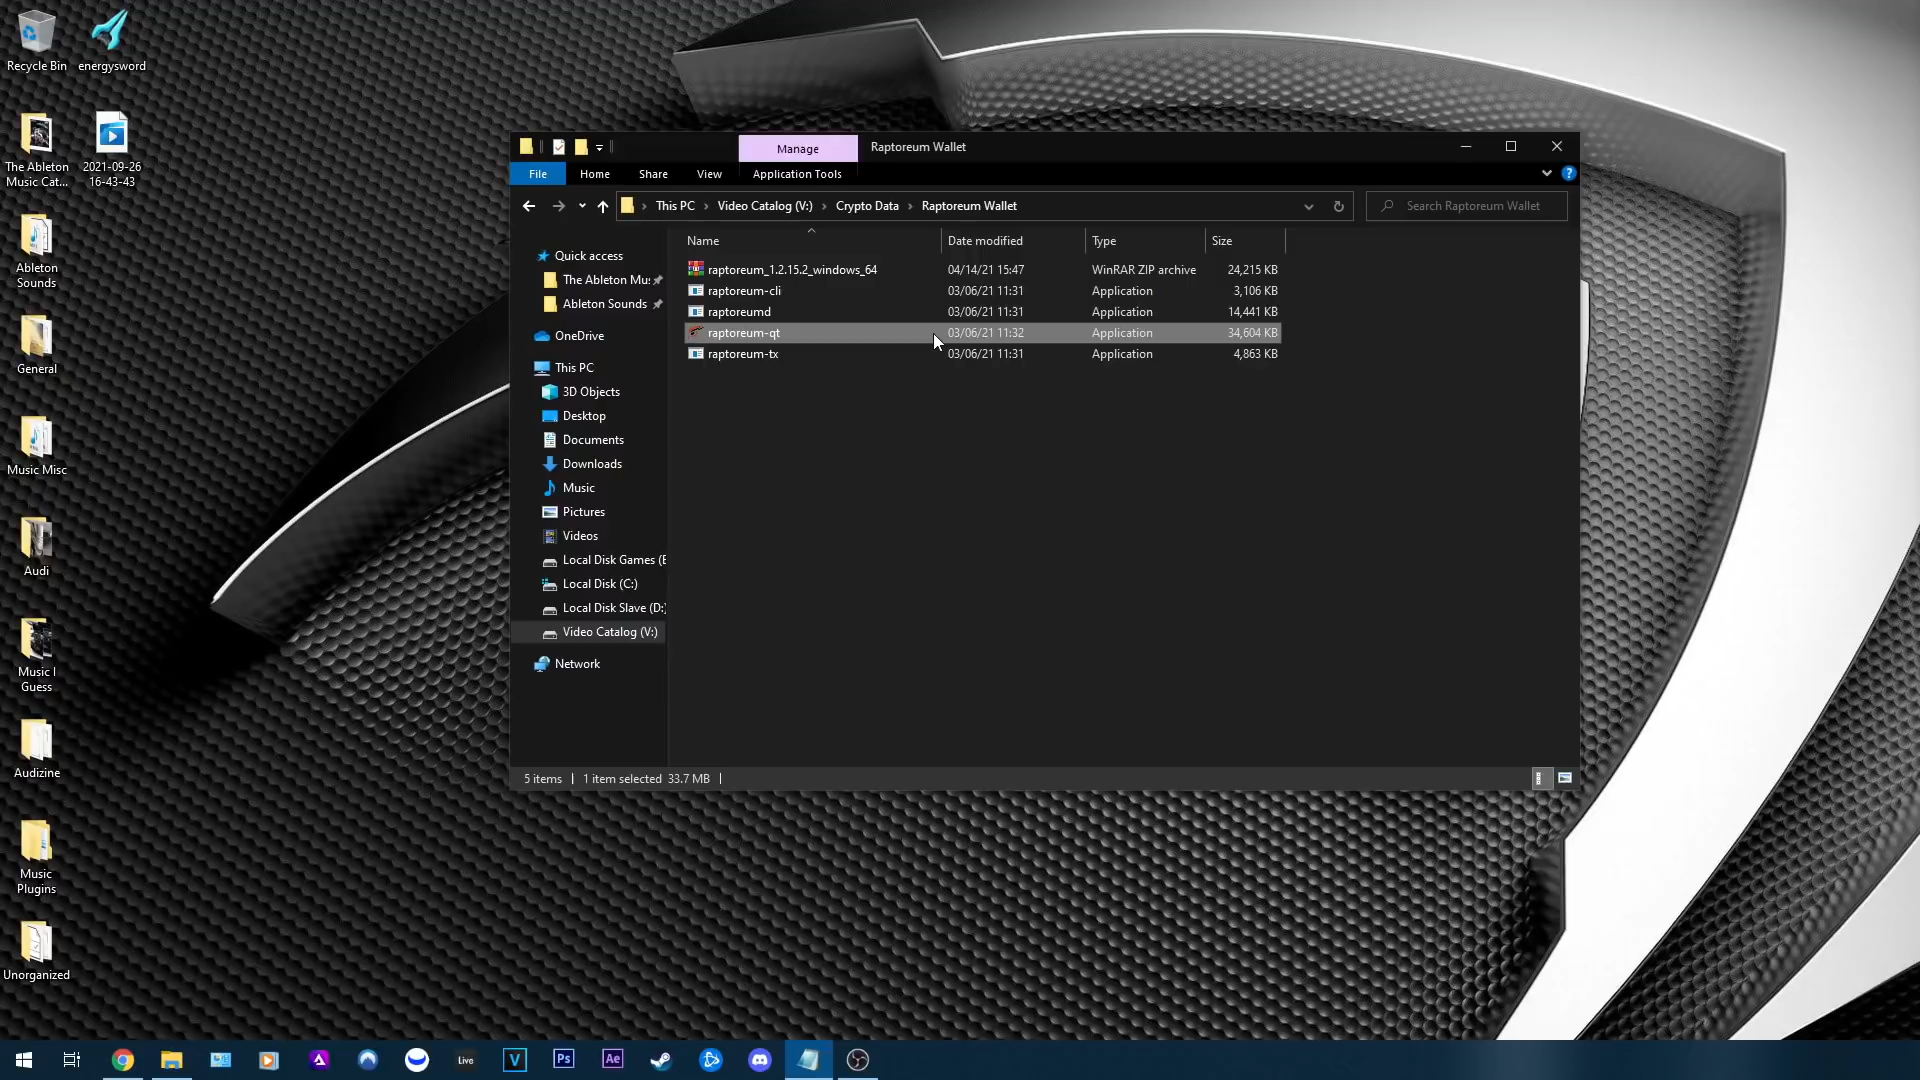 Recycle Bin
energysword
The Ableton
Music Cat...
2021-09-26
16-43-43
Ableton
Sounds
General
Music Misc
Audi
Music I
Guess
Audizine
Music
Plugins
Unorganized
Manage
Raptoreum Wallet
File
Home
Share
View
Application Tools
?
This PC
Video Catalog (V:)
Crypto Data
Raptoreum Wallet
Search Raptoreum Wallet
Name
Date modified
Type
Size
raptoreum_1.2.15.2_windows_64
04/14/21 15:47
WinRAR ZIP archive
24,215 KB
raptoreum-cli
03/06/21 11:31
Application
3,106 KB
raptoreumd
03/06/21 11:31
Application
14,441 KB
raptoreum-qt
03/06/21 11:32
Application
34,604 KB
raptoreum-tx
03/06/21 11:31
Application
4,863 KB
Quick access
The Ableton Mu:
Ableton Sounds
OneDrive
This PC
3D Objects
Desktop
Documents
Downloads
Music
Pictures
Videos
Local Disk Games (E
Local Disk (C:)
Local Disk Slave (D:)
Video Catalog (V:)
Network
5 items
1 item selected 33.7 MB
Live
V
Ps
Ae